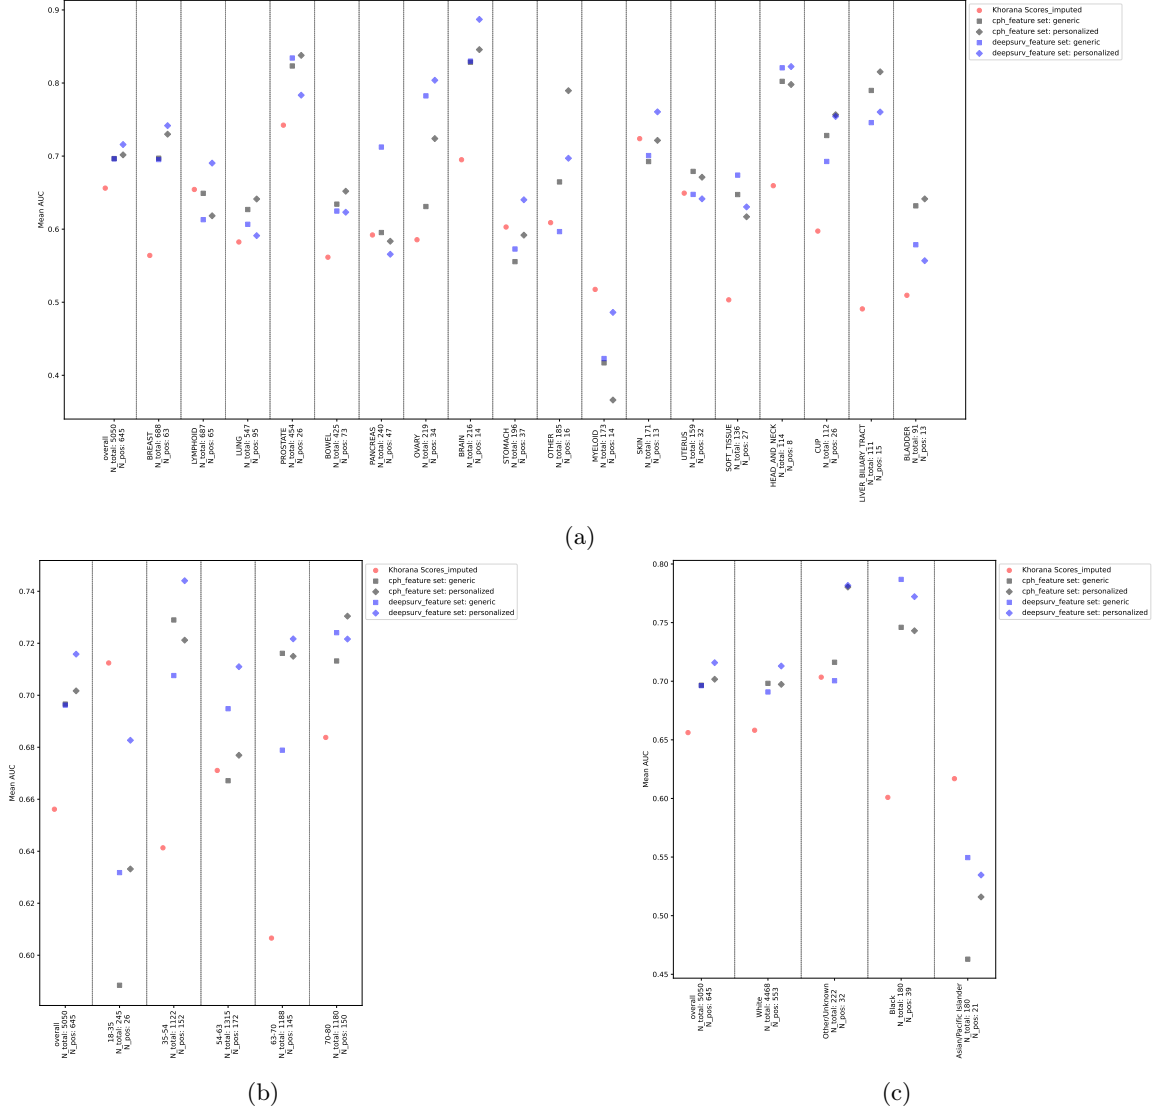 0.9
0.8
0.7
0.6
0.5
0.4
Mean AUC
Khorana Scores_imputed
cph_feature set: generic
cph_feature set: personalized
deepsurv_feature set: generic
deepsurv_feature set: personalized
overall
N_total: 5050
N_pos: 645
BREAST
N_total: 688
N_pos: 63
LYMPHOID
N_total: 687
N_pos: 65
LUNG
N_total: 547
N_pos: 95
PROSTATE
N_total: 454
N_pos: 26
BOWEL
N_total: 425
N_pos: 73
PANCREAS
N_total: 240
N_pos: 47
OVARY
N_total: 219
N_pos: 34
BRAIN
N_total: 216
N_pos: 14
STOMACH
N_total: 196
N_pos: 37
OTHER
N_total: 185
N_pos: 16
MYELOID
N_total: 173
N_pos: 14
SKIN
N_total: 171
N_pos: 13
UTERUS
N_total: 159
N_pos: 32
SOFT_TISSUE
N_total: 136
N_pos: 27
HEAD_AND_NECK
N_total: 114
N_pos: 8
CUP
N_total: 112
N_pos: 26
LIVER_BILIARY_TRACT
N_total: 111
N_pos: 15
BLADDER
N_total: 91
N_pos: 13
(a)
0.74
0.72
0.70
0.68
0.66
0.64
0.62
0.60
Mean AUC
Khorana Scores_imputed
cph_feature set: generic
cph_feature set: personalized
deepsurv_feature set: generic
deepsurv_feature set: personalized
overall
N_total: 5050
N_pos: 645
18-35
N_total: 245
N_pos: 26
35-54
N_total: 1122
N_pos: 152
54-63
N_total: 1315
N_pos: 172
63-70
N_total: 1188
N_pos: 145
70-80
N_total: 1180
N_pos: 150
(b)
0.80
0.75
0.70
0.65
0.60
0.55
0.50
0.45
Mean AUC
Khorana Scores_imputed
cph_feature set: generic
cph_feature set: personalized
deepsurv_feature set: generic
deepsurv_feature set: personalized
overall
N_total: 5050
N_pos: 645
White
N_total: 4468
N_pos: 553
Other/Unknown
N_total: 222
N_pos: 32
Black
N_total: 180
N_pos: 39
Asian/Pacific Islander
N_total: 180
N_pos: 21
(c)